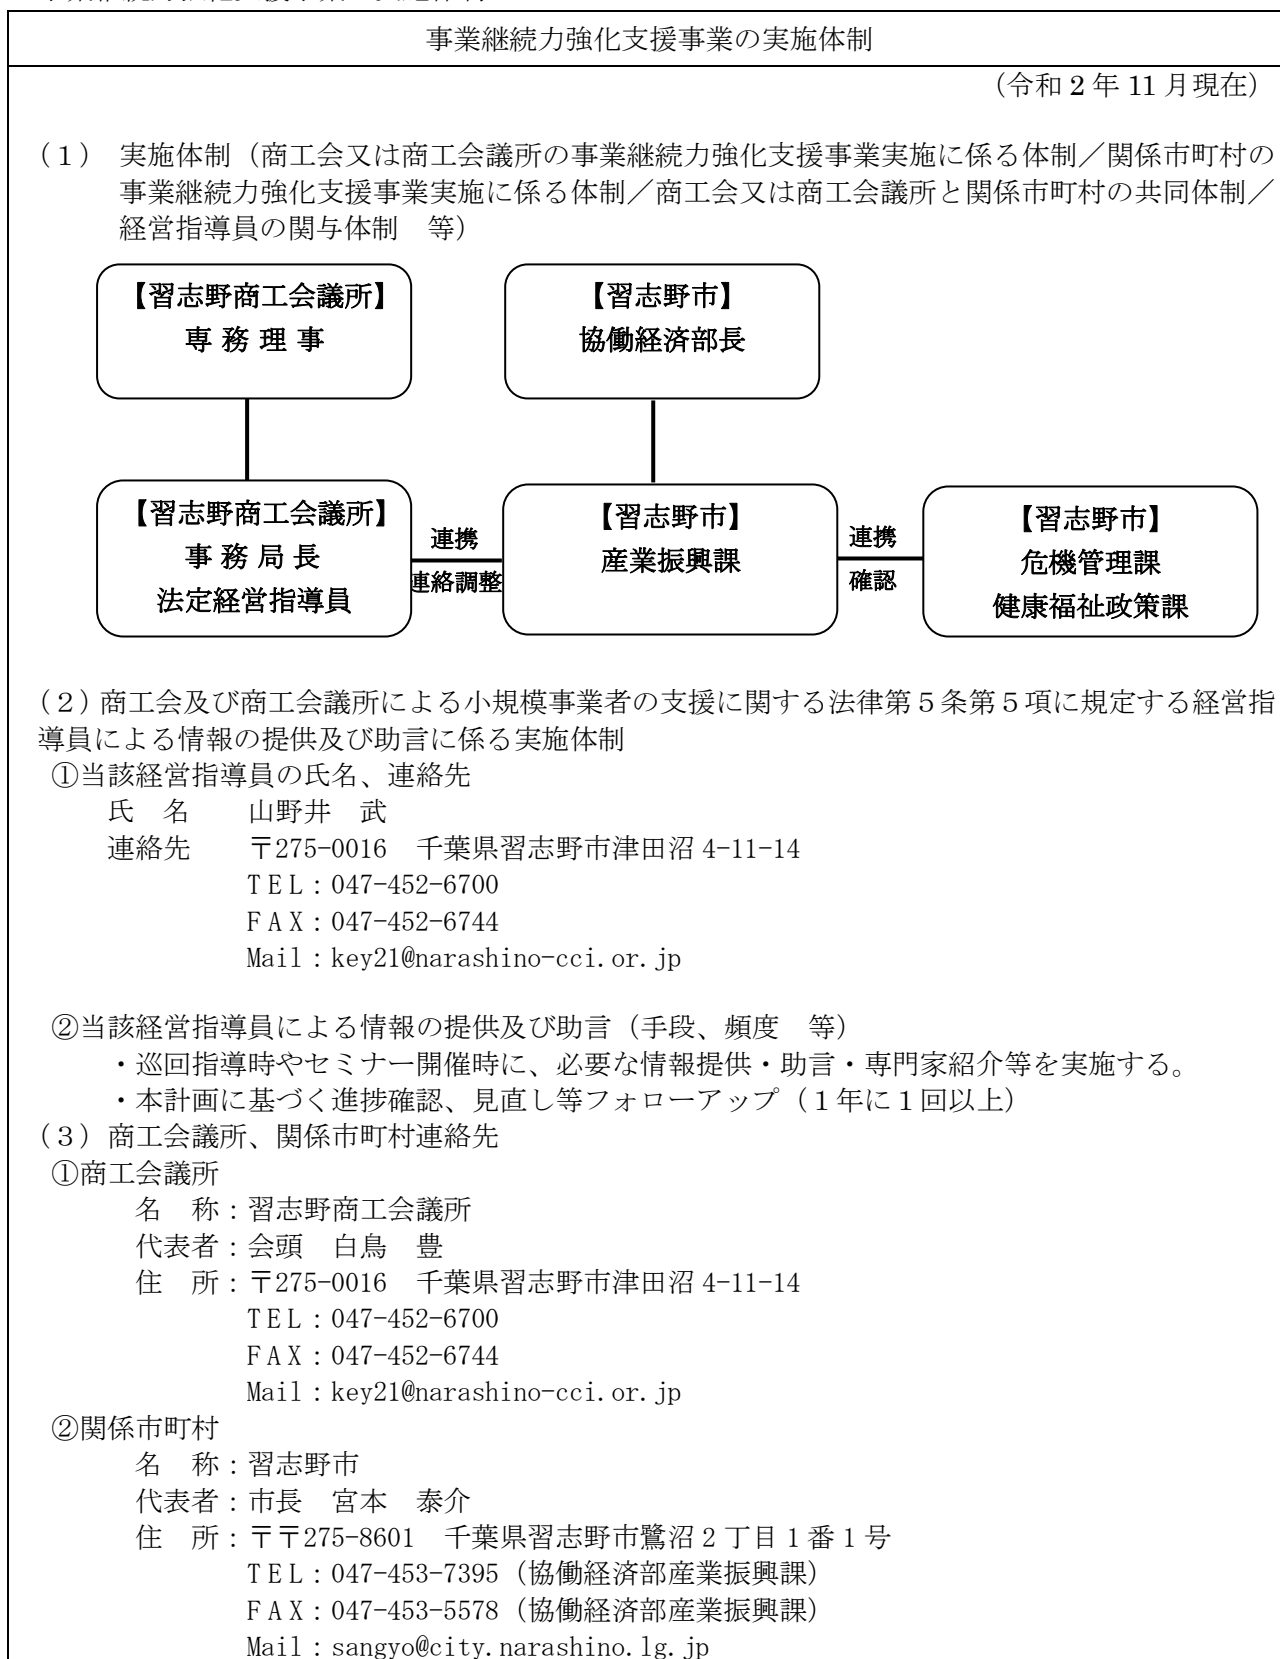 事業継続力強化支援事業の実施体制
（令和 2 年 11 月現在）
（１）　実施体制（商工会又は商工会議所の事業継続力強化支援事業実施に係る体制／関係市町村の
事業継続力強化支援事業実施に係る体制／商工会又は商工会議所と関係市町村の共同体制／
経営指導員の関与体制　等）
【習志野商工会議所】
専 務 理 事
【習志野市】
協働経済部長
【習志野商工会議所】
事 務 局 長
法定経営指導員
連携
連絡調整
【習志野市】
産業振興課
連携
確認
【習志野市】
危機管理課
健康福祉政策課
（２）商工会及び商工会議所による小規模事業者の支援に関する法律第５条第５項に規定する経営指
導員による情報の提供及び助言に係る実施体制
①当該経営指導員の氏名、連絡先
氏　名　　山野井　武
連絡先　　〒275-0016　千葉県習志野市津田沼 4-11-14
ＴＥＬ：047-452-6700
ＦＡＸ：047-452-6744
Mail：key21@narashino-cci.or.jp
②当該経営指導員による情報の提供及び助言（手段、頻度　等）
・巡回指導時やセミナー開催時に、必要な情報提供・助言・専門家紹介等を実施する。
・本計画に基づく進捗確認、見直し等フォローアップ（１年に１回以上）
（３）商工会議所、関係市町村連絡先
①商工会議所
名　称：習志野商工会議所
代表者：会頭　白鳥　豊
住　所：〒275-0016　千葉県習志野市津田沼 4-11-14
ＴＥＬ：047-452-6700
ＦＡＸ：047-452-6744
Mail：key21@narashino-cci.or.jp
②関係市町村
名　称：習志野市
代表者：市長　宮本　泰介
住　所：〒〒275-8601　千葉県習志野市鷺沼２丁目１番１号
ＴＥＬ：047-453-7395（協働経済部産業振興課）
ＦＡＸ：047-453-5578（協働経済部産業振興課）
Mail：sangyo@city.narashino.lg.jp